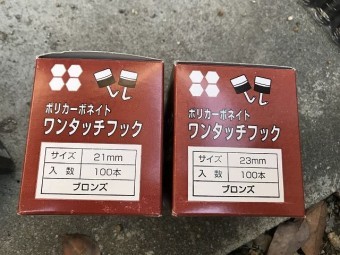 ポリカーボネイト
ワンタッチフック
サイズ 21mm
入数 100本
ブロンズ
ポリカーボネイト
ワンタッチフック
サイズ 23mm
入数 100本
ブロンズ